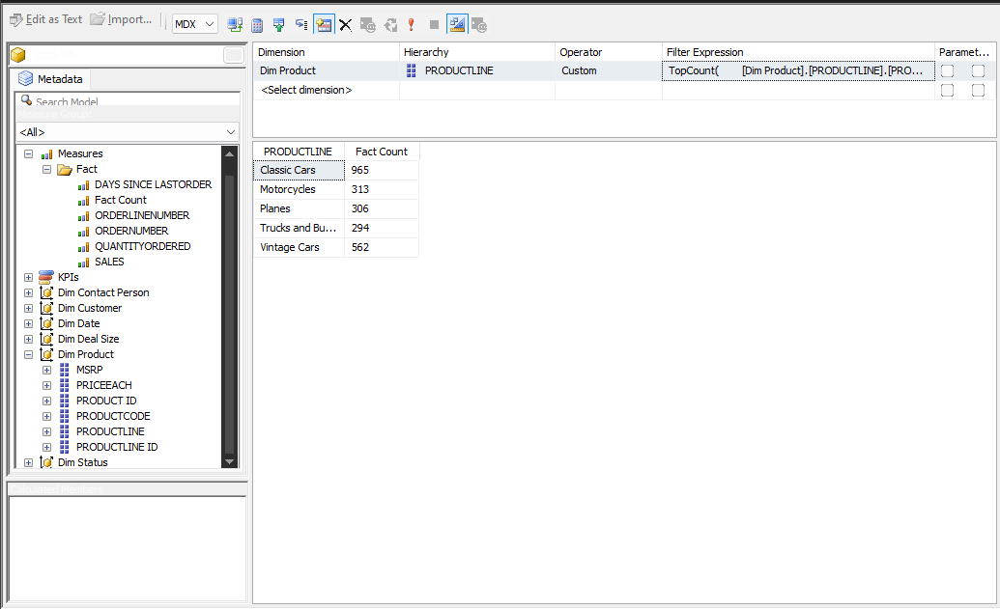 Edit as Text Import... MDX
Metadata
Search Model
Measure Group:
<All>
Measures
Fact
DAYS SINCE LASTORDER
Fact Count
ORDERLINENUMBER
ORDERNUMBER
QUANTITYORDERED
SALES
KPIs
Dim Contact Person
Dim Customer
Dim Date
Dim Deal Size
Dim Product
MSRP
PRICEEACH
PRODUCT ID
PRODUCTCODE
PRODUCTLINE
PRODUCTLINE ID
Dim Status
Calculated Members
Dimension Hierarchy Operator Filter Expression Paramet...
Dim Product PRODUCTLINE Custom TopCount( [Dim Product].[PRODUCTLINE].[PRO...
<Select dimension>
PRODUCTLINE Fact Count
Classic Cars 965
Motorcycles 313
Planes 306
Trucks and Bu... 294
Vintage Cars 562